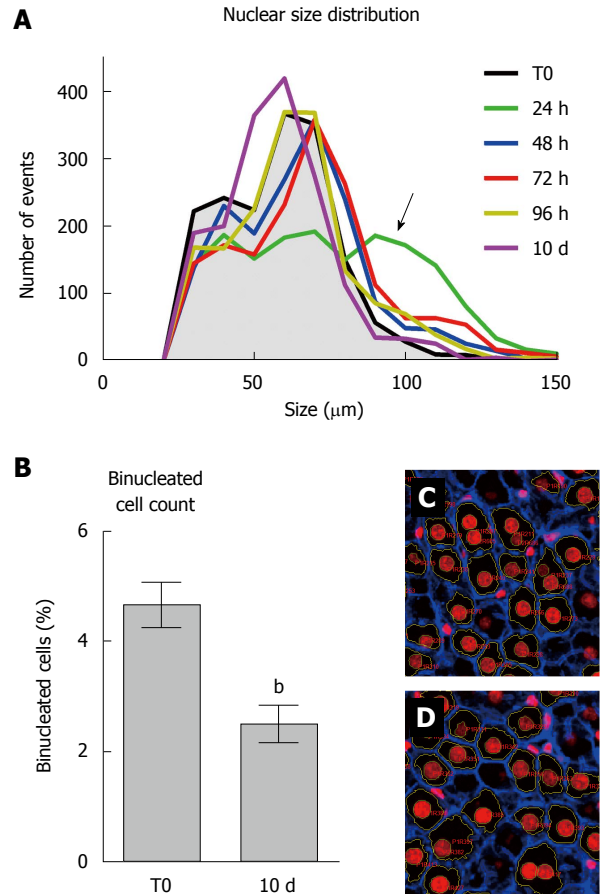 A
Nuclear size distribution
Number of events
400
300
200
100
0
0
50
100
150
Size (μm)
T0
24 h
48 h
72 h
96 h
10 d
B
Binucleated
cell count
Binucleated cells (%)
6
4
2
0
b
T0
10 d
C
D